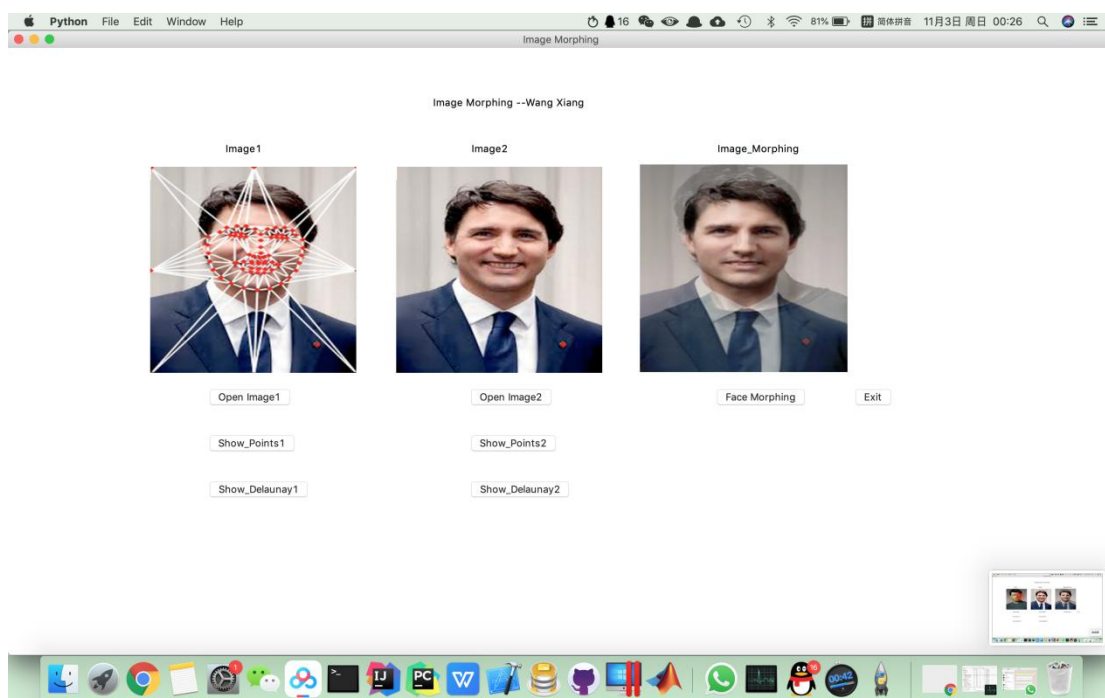 Python File Edit Window Help 16 81% 拼 简体拼音 11月3日 周日 00:26
Image Morphing
Image Morphing --Wang Xiang
Image1 Image2 Image_Morphing
Open Image1 Open Image2 Face Morphing Exit
Show_Points1 Show_Points2
Show_Delaunay1 Show_Delaunay2
1 >_ IJ PC W 16 00:42